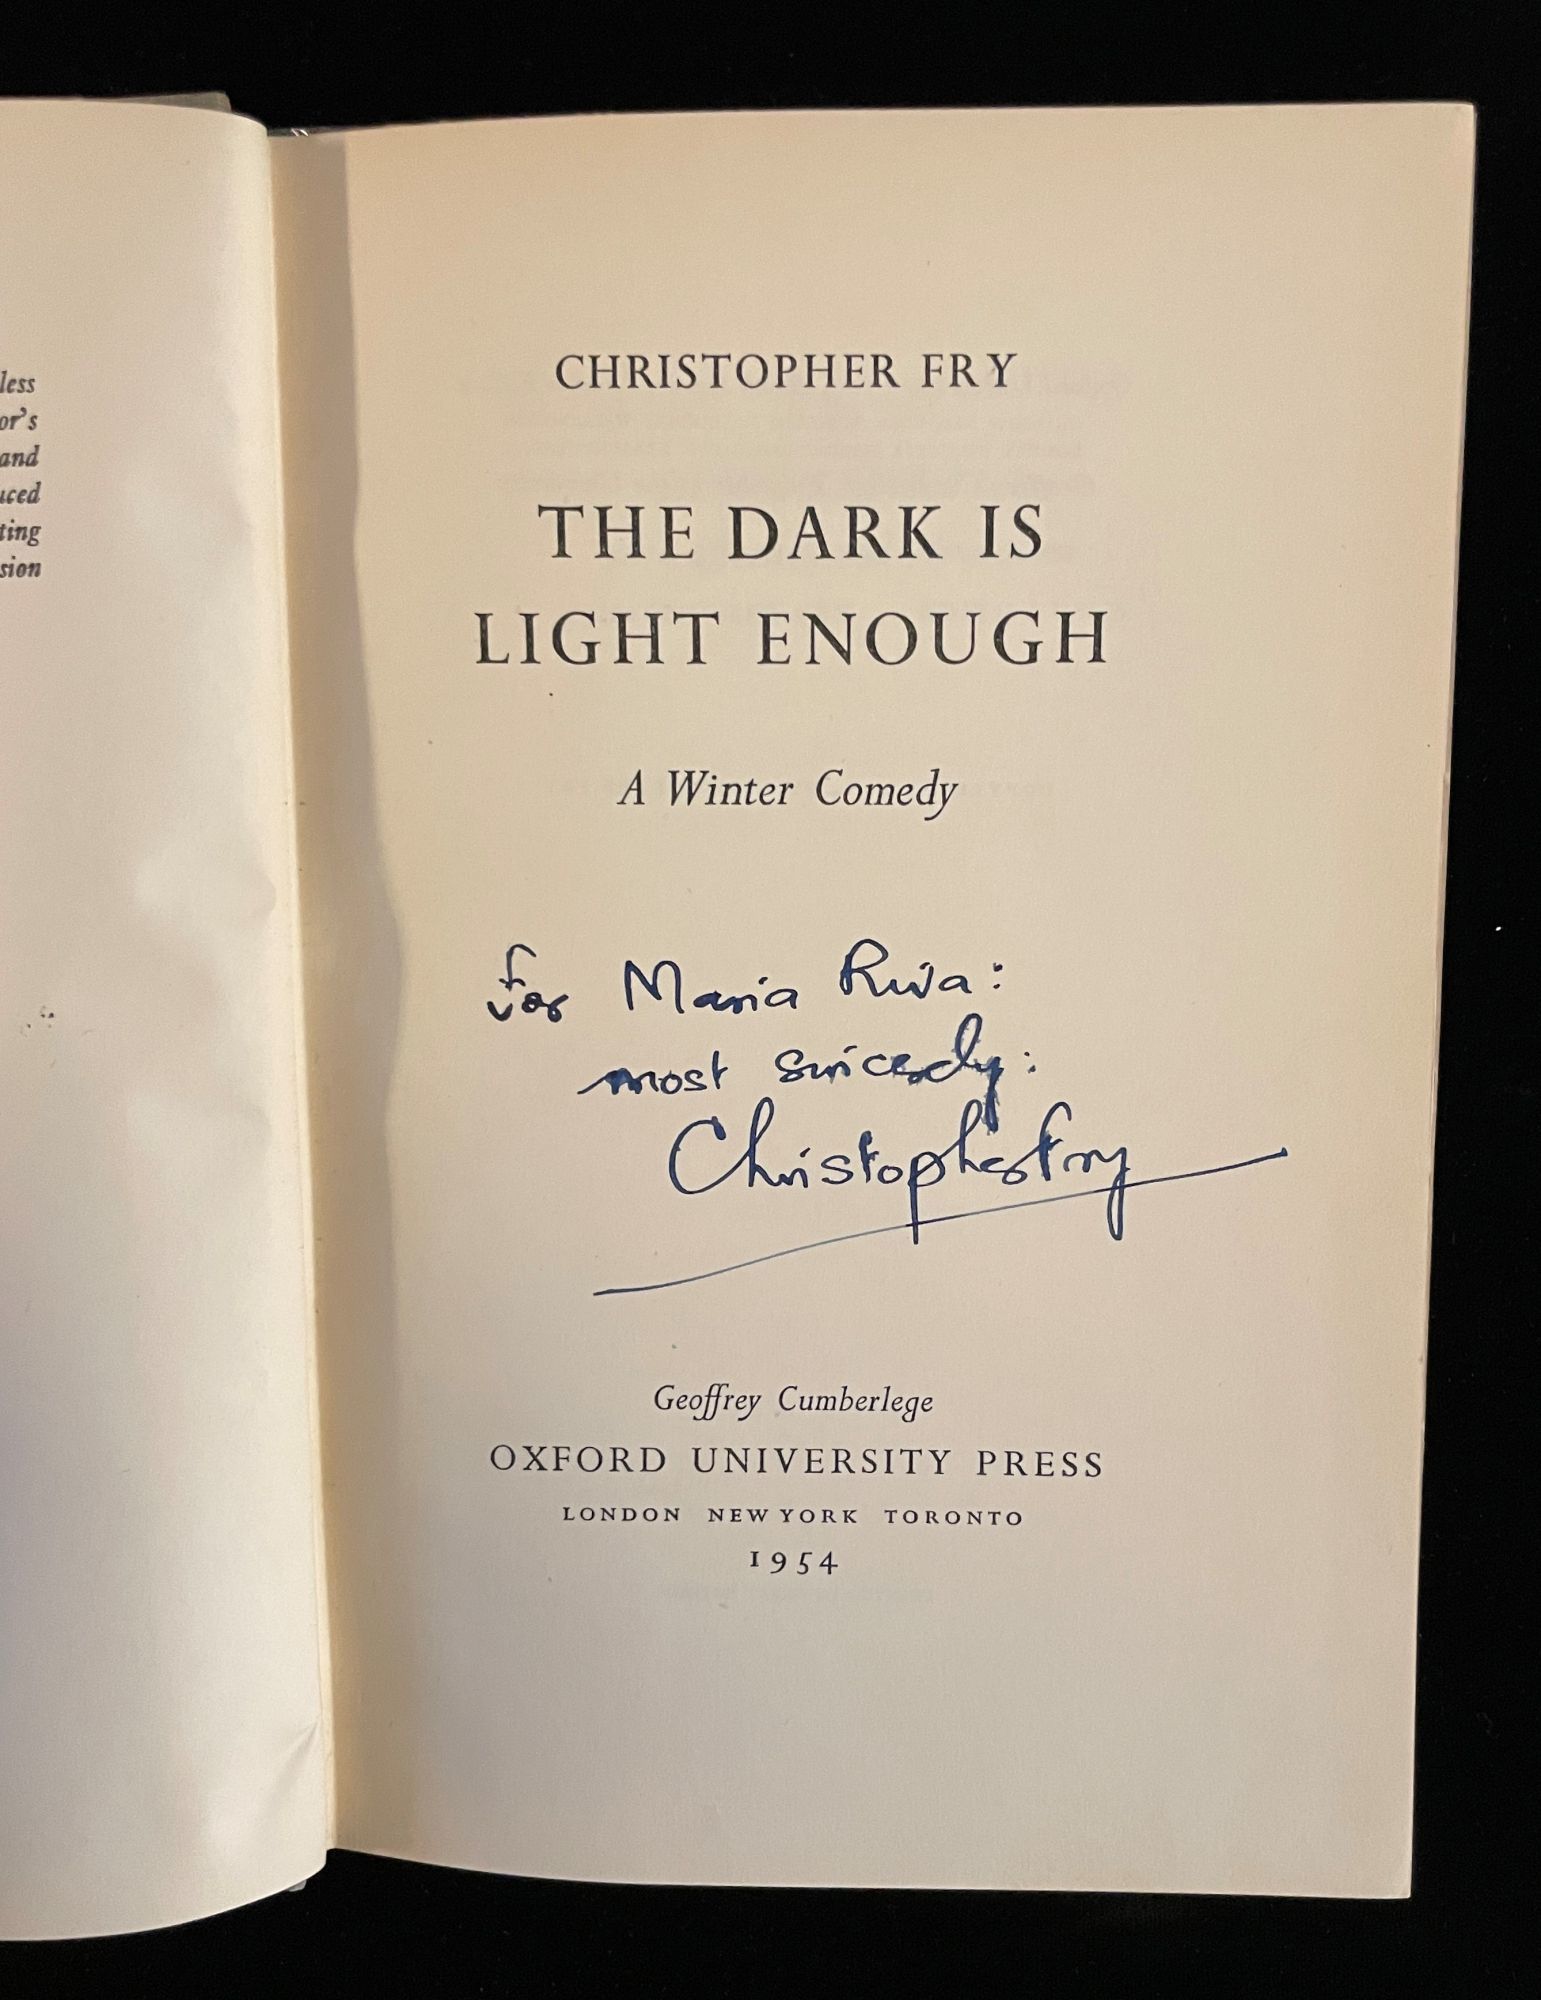 less
or's
and
uced
ting
sion
CHRISTOPHER FRY
THE DARK IS
LIGHT ENOUGH
A Winter Comedy
for Maria Riva:
most sincerely:
Christopher Fry
Geoffrey Cumberlege
OXFORD UNIVERSITY PRESS
LONDON NEW YORK TORONTO
1954